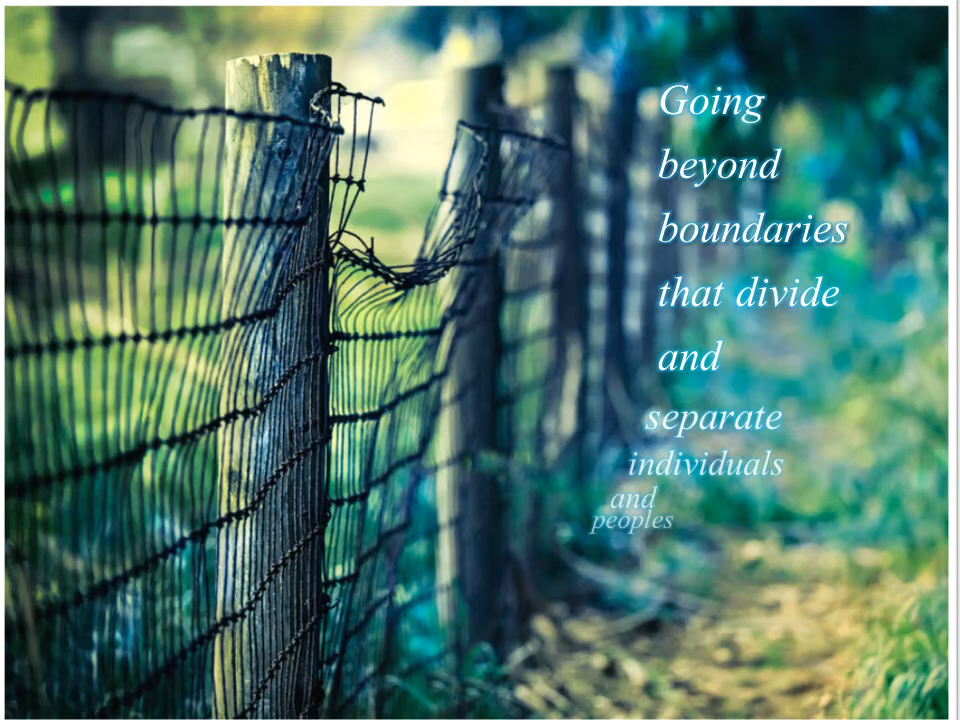 Going
beyond
boundaries
that divide
and
separate
individuals
and
peoples